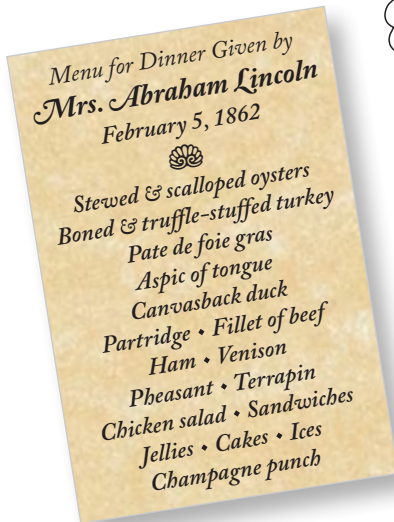 Menu for Dinner Given by
Mrs. Abraham Lincoln
February 5, 1862
Stewed & scalloped oysters
Boned & truffle-stuffed turkey
Pate de foie gras
Aspic of tongue
Canvasback duck
Partridge • Fillet of beef
Ham • Venison
Pheasant • Terrapin
Chicken salad • Sandwiches
Jellies • Cakes • Ices
Champagne punch